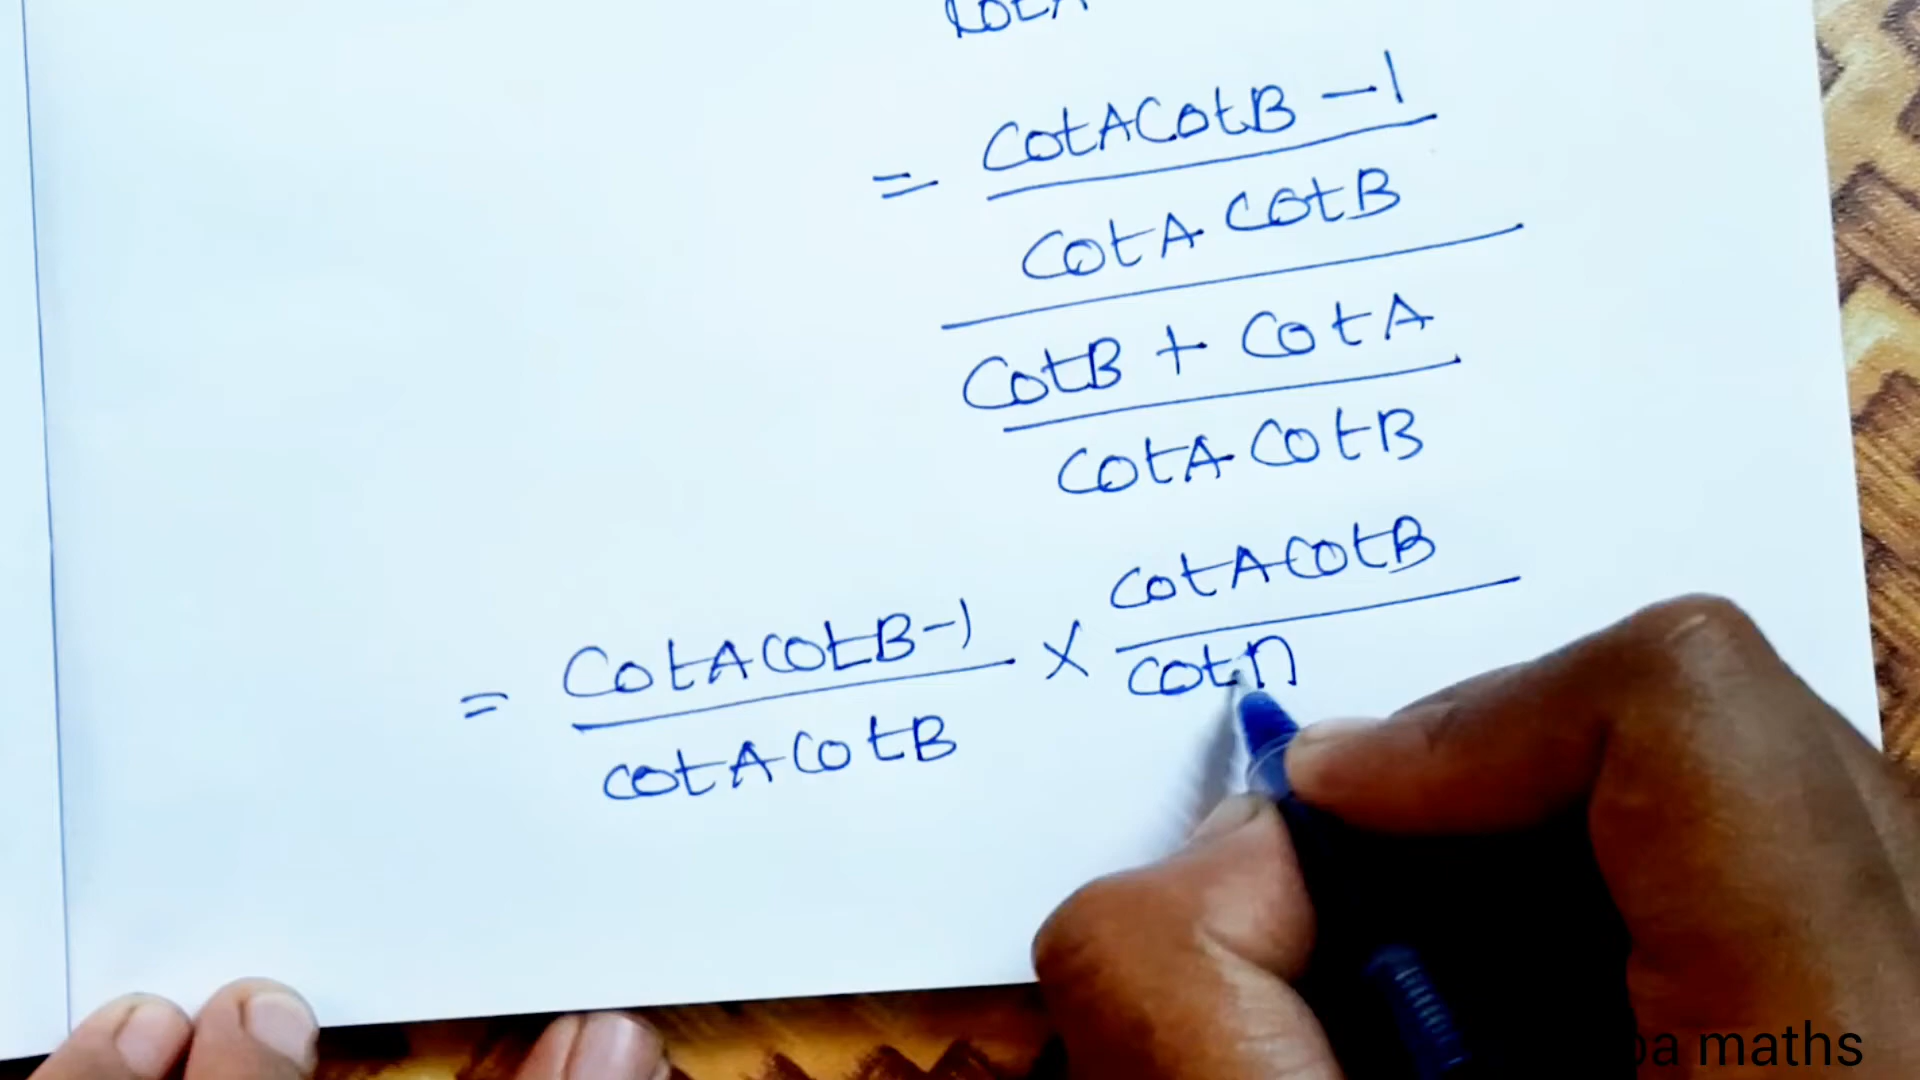 = cotAcotB - 1
cotA cotB
cotB + cotA
cotA cotB
= cotAcotB-1 × cotAcotB
cotAcotB cot
maths